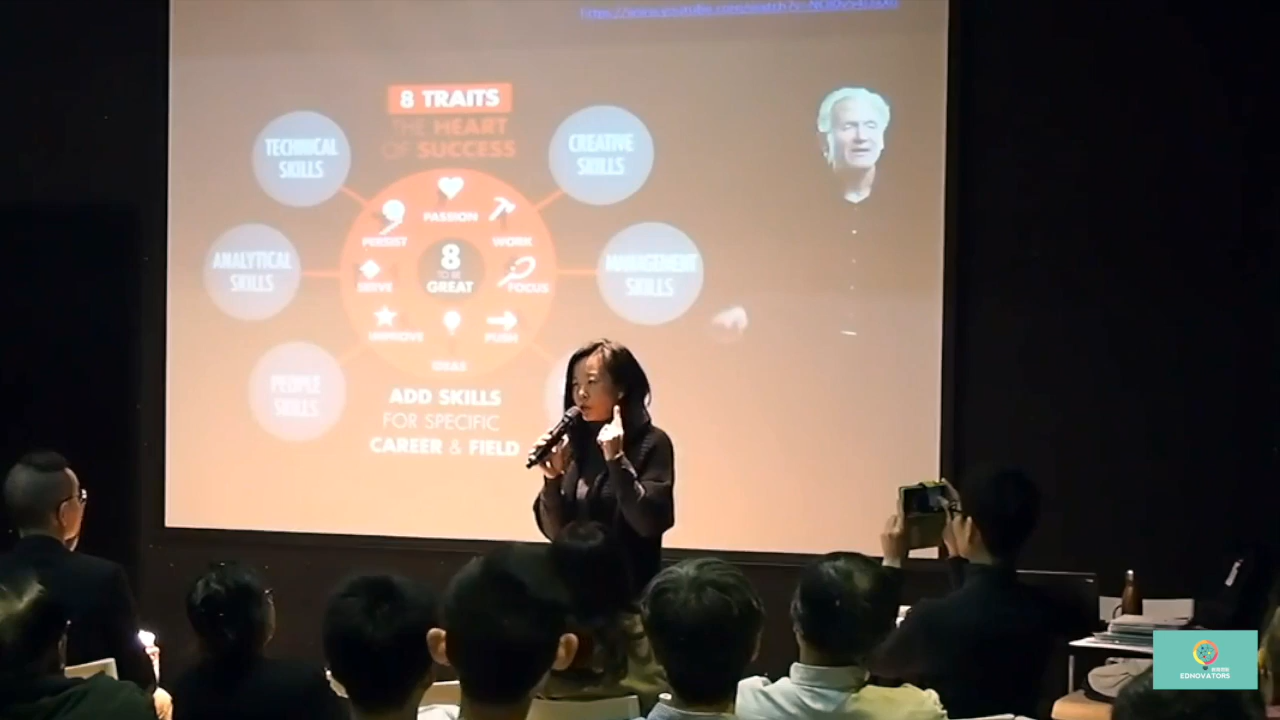 8 TRAITS
THE HEART
OF SUCCESS
TECHNICAL
SKILLS
CREATIVE
SKILLS
PASSION
PERSIST
WORK
ANALYTICAL
SKILLS
8
TO BE
GREAT
MANAGEMENT
SKILLS
SERVE
FOCUS
IMPROVE
PUSH
IDEAS
PEOPLE
SKILLS
ADD SKILLS
FOR SPECIFIC
CAREER & FIELD
EDNOVATORS